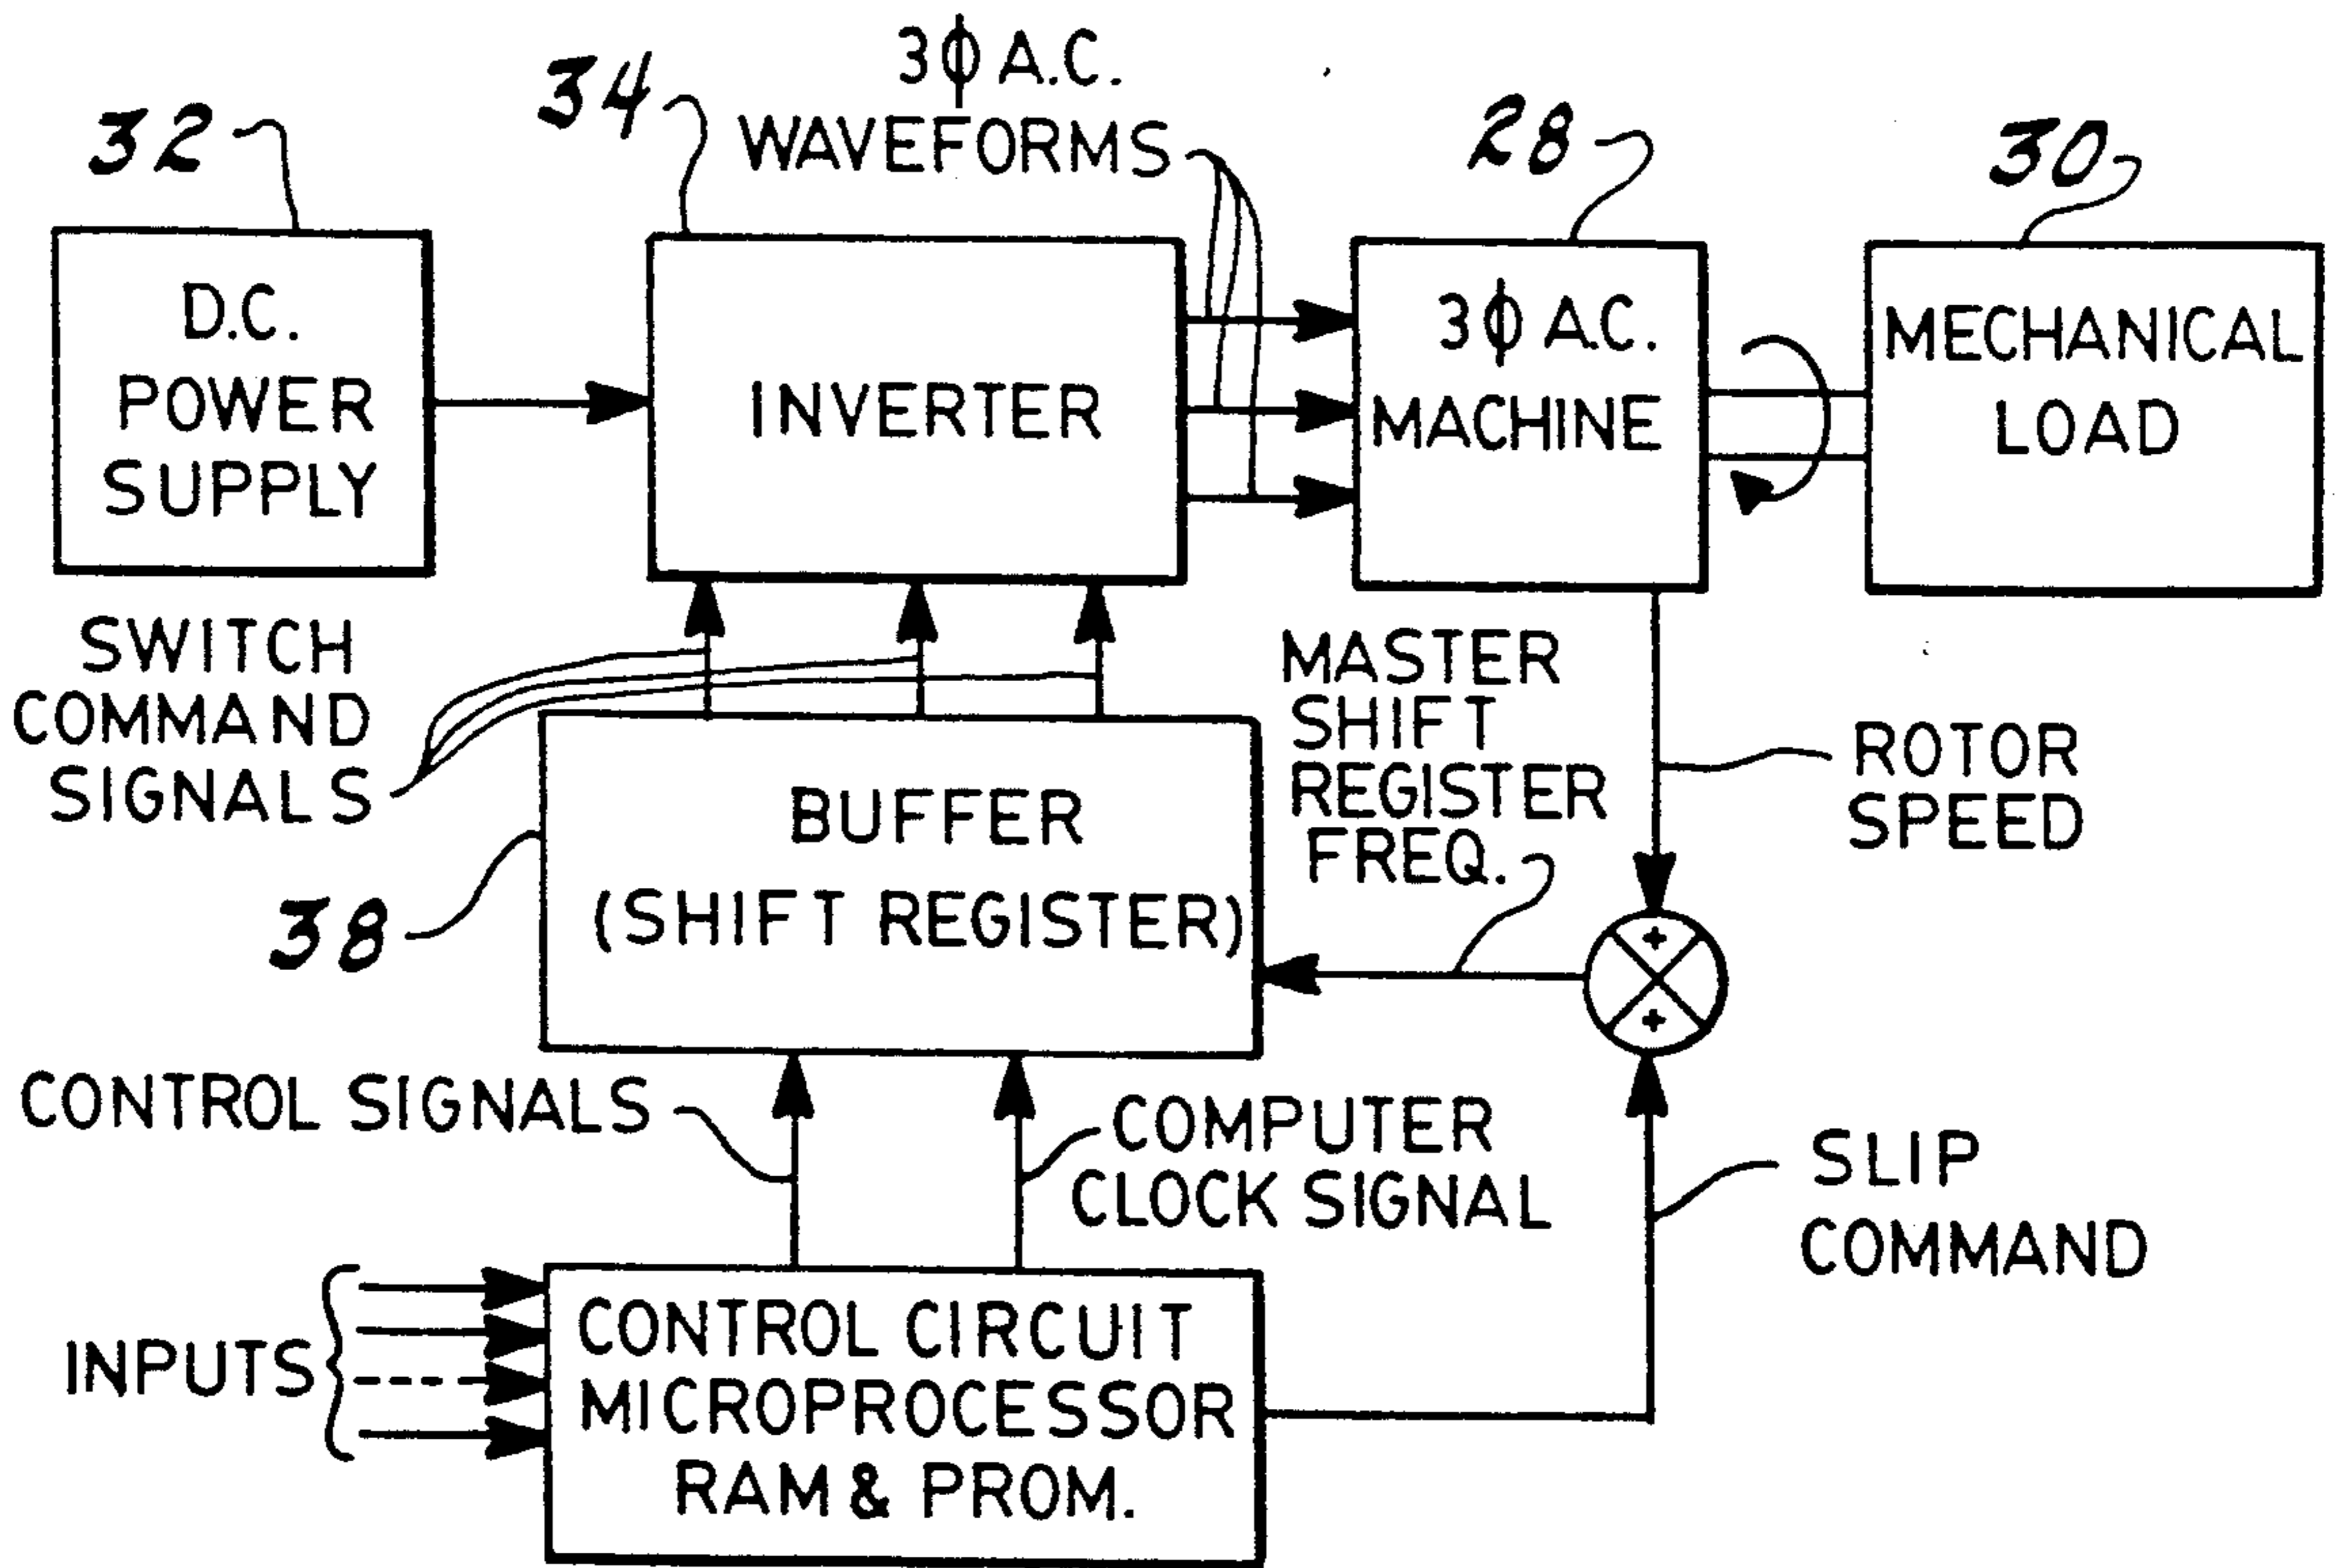 32
34
3ϕ A.C.
WAVEFORMS
28
30
D.C.
POWER
SUPPLY
INVERTER
3ϕ A.C.
MACHINE
MECHANICAL
LOAD
SWITCH
COMMAND
SIGNALS
MASTER
SHIFT
REGISTER
FREQ.
ROTOR
SPEED
BUFFER
(SHIFT REGISTER)
38
+
+
CONTROL SIGNALS
COMPUTER
CLOCK SIGNAL
SLIP
COMMAND
INPUTS
CONTROL CIRCUIT
MICROPROCESSOR
RAM & PROM.